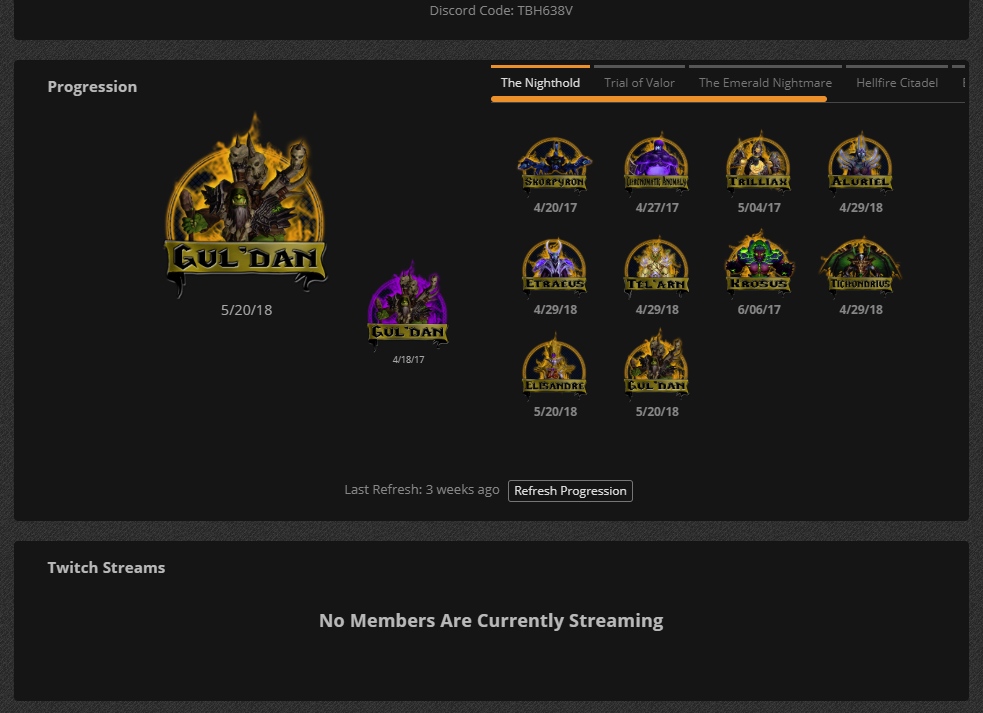 Discord Code: TBH638V
Progression
The Nighthold
Trial of Valor
The Emerald Nightmare
Hellfire Citadel
GUL'DAN
5/20/18
GUL'DAN
4/18/17
SKORPYRON
4/20/17
CHRONOMATIC ANOMALY
4/27/17
TRILLIAX
5/04/17
ALURIEL
4/29/18
ETRAEUS
4/29/18
TEL'ARN
4/29/18
KROSUS
6/06/17
TICHONDRIUS
4/29/18
ELISANDRE
5/20/18
GUL'DAN
5/20/18
Last Refresh: 3 weeks ago
Refresh Progression
Twitch Streams
No Members Are Currently Streaming